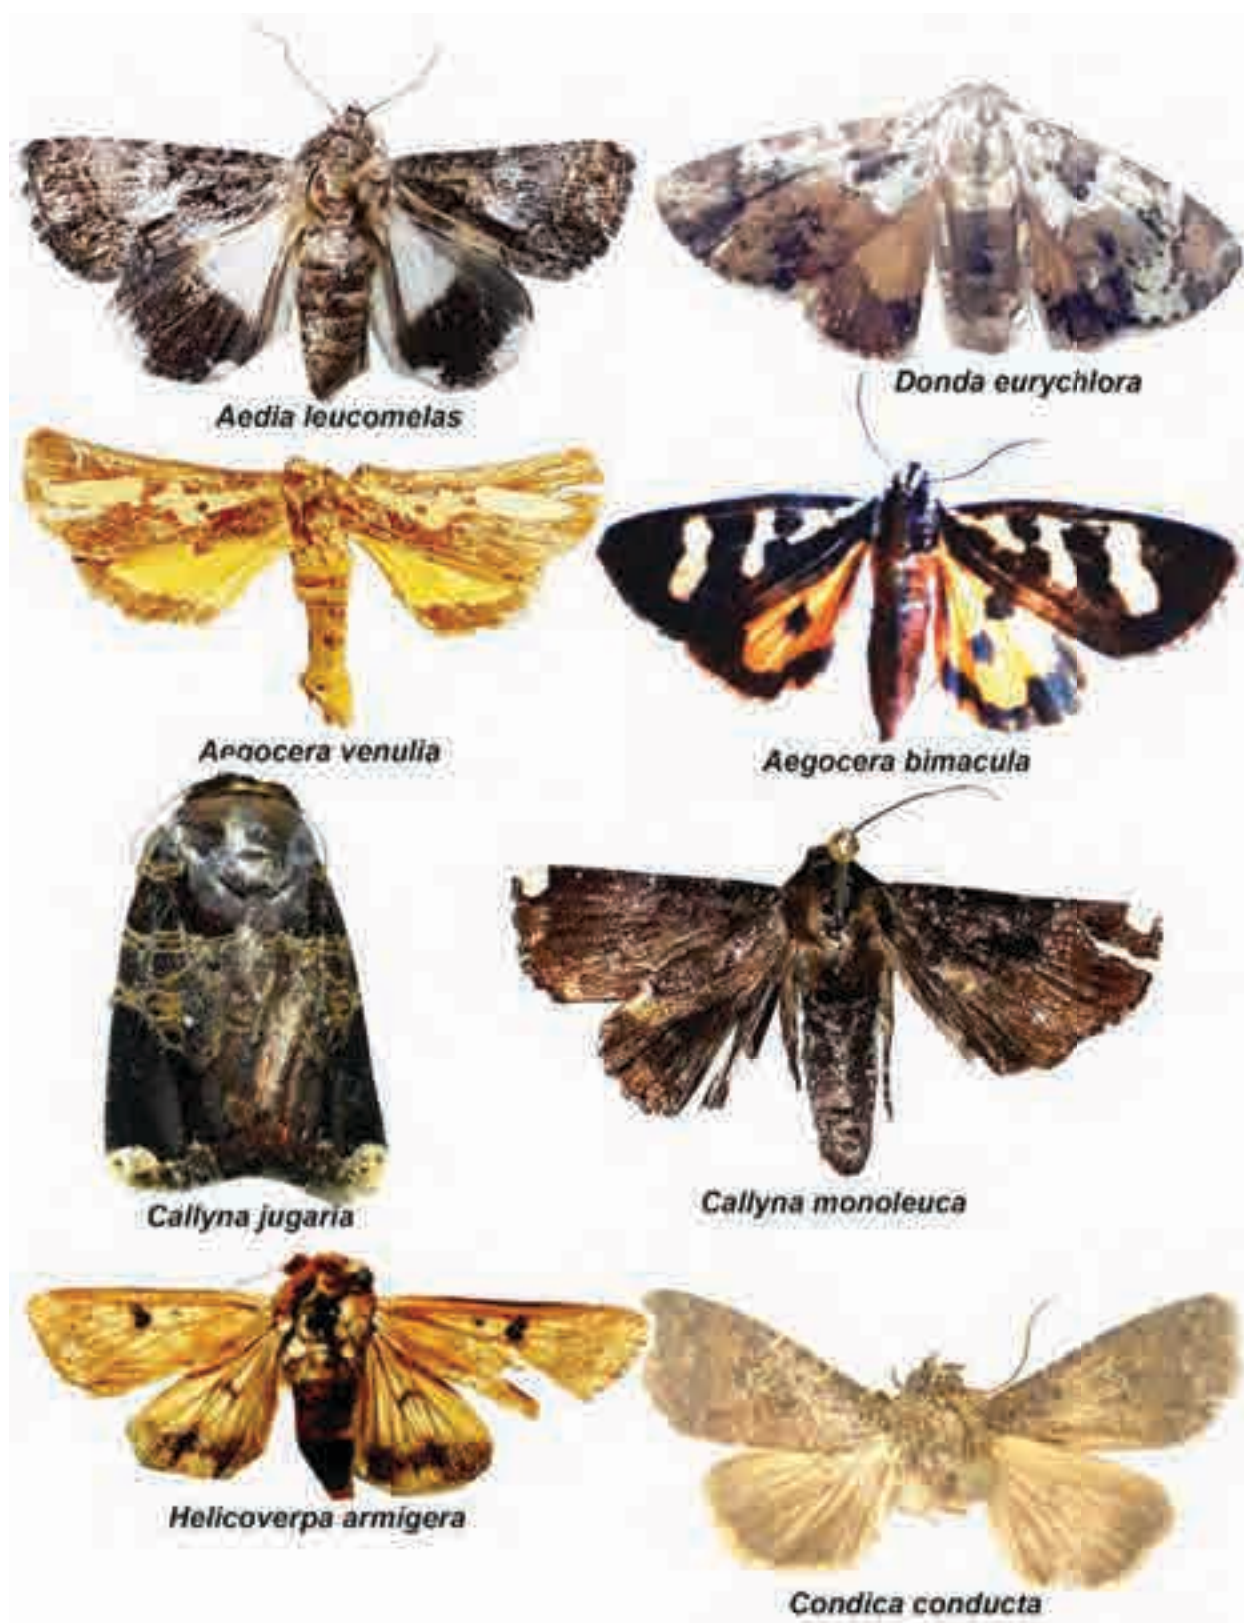 Aedia leucomelas
Donda eurychlora
Aegocera venulia
Aegocera bimacula
Callyna jugaria
Callyna monoleuca
Helicoverpa armigera
Condica conducta